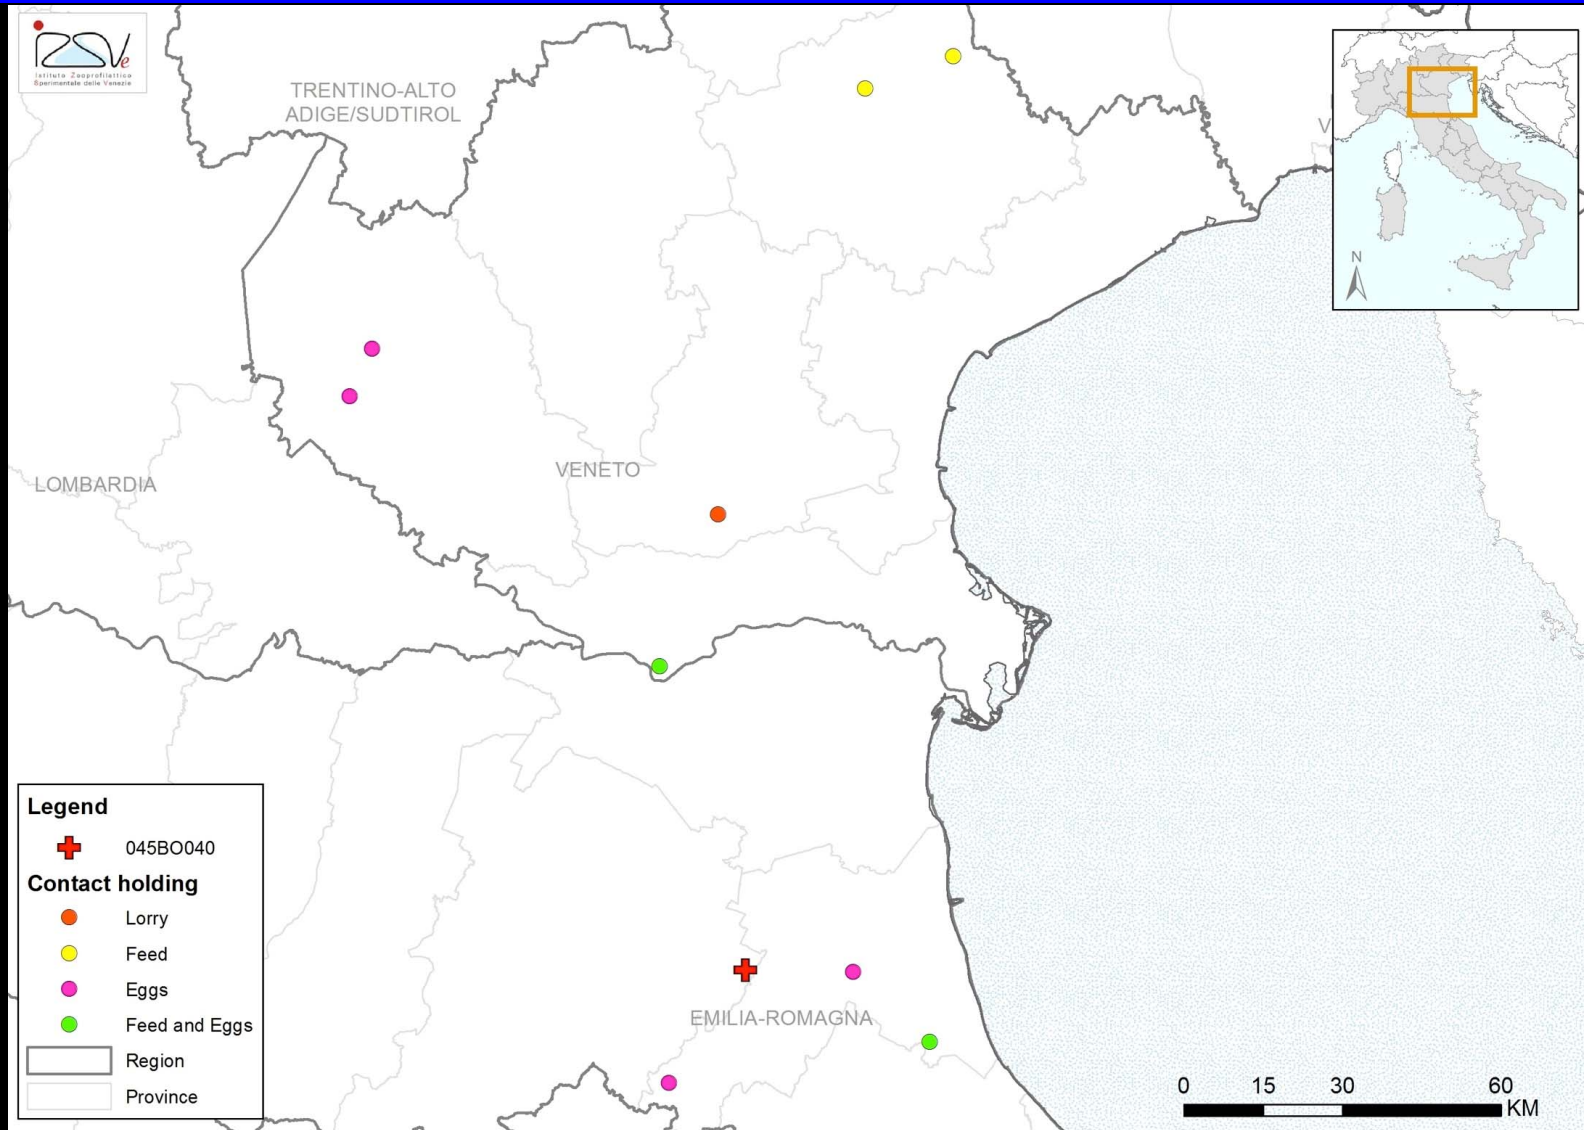 Istituto Zooprofilattico
Sperimentale delle Venezie
TRENTINO-ALTO
ADIGE/SUDTIROL
V
N
LOMBARDIA
VENETO
Legend
045BO040
Contact holding
Lorry
Feed
Eggs
Feed and Eggs
Region
Province
EMILIA-ROMAGNA
0 15 30 60
KM